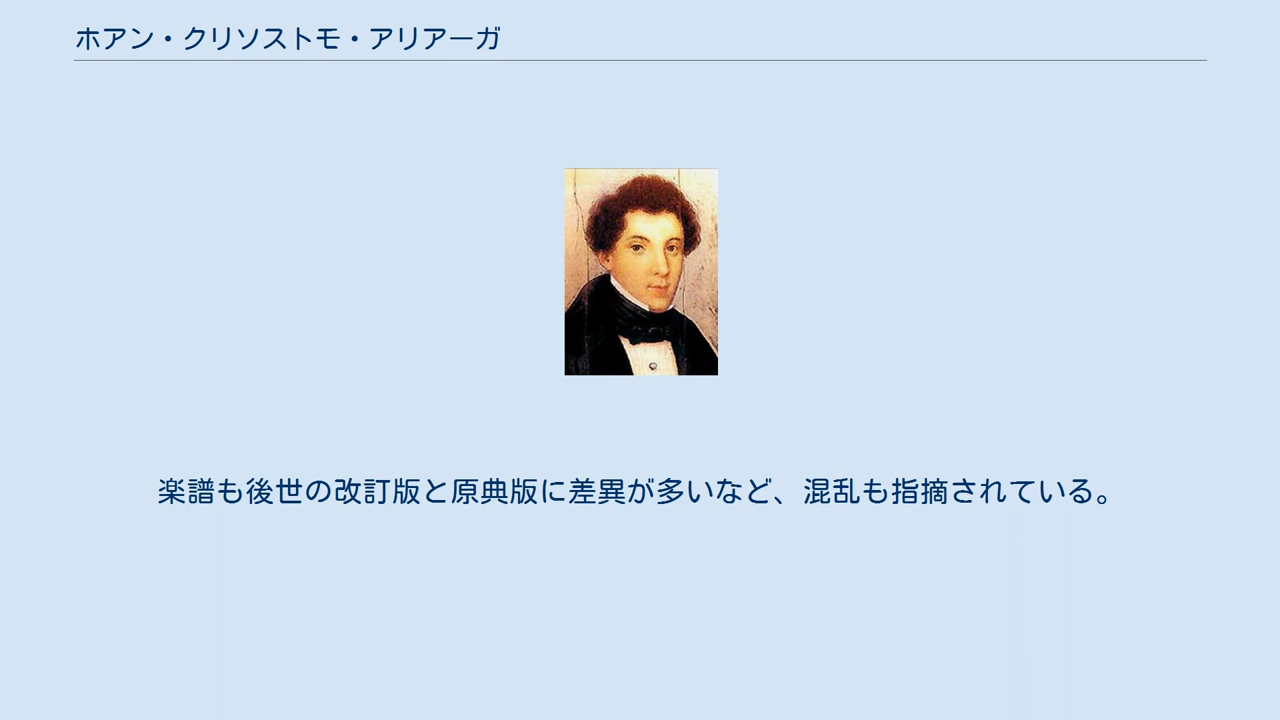 ホアン・クリソストモ・アリアーガ
楽譜も後世の改訂版と原典版に差異が多いなど、混乱も指摘されている。